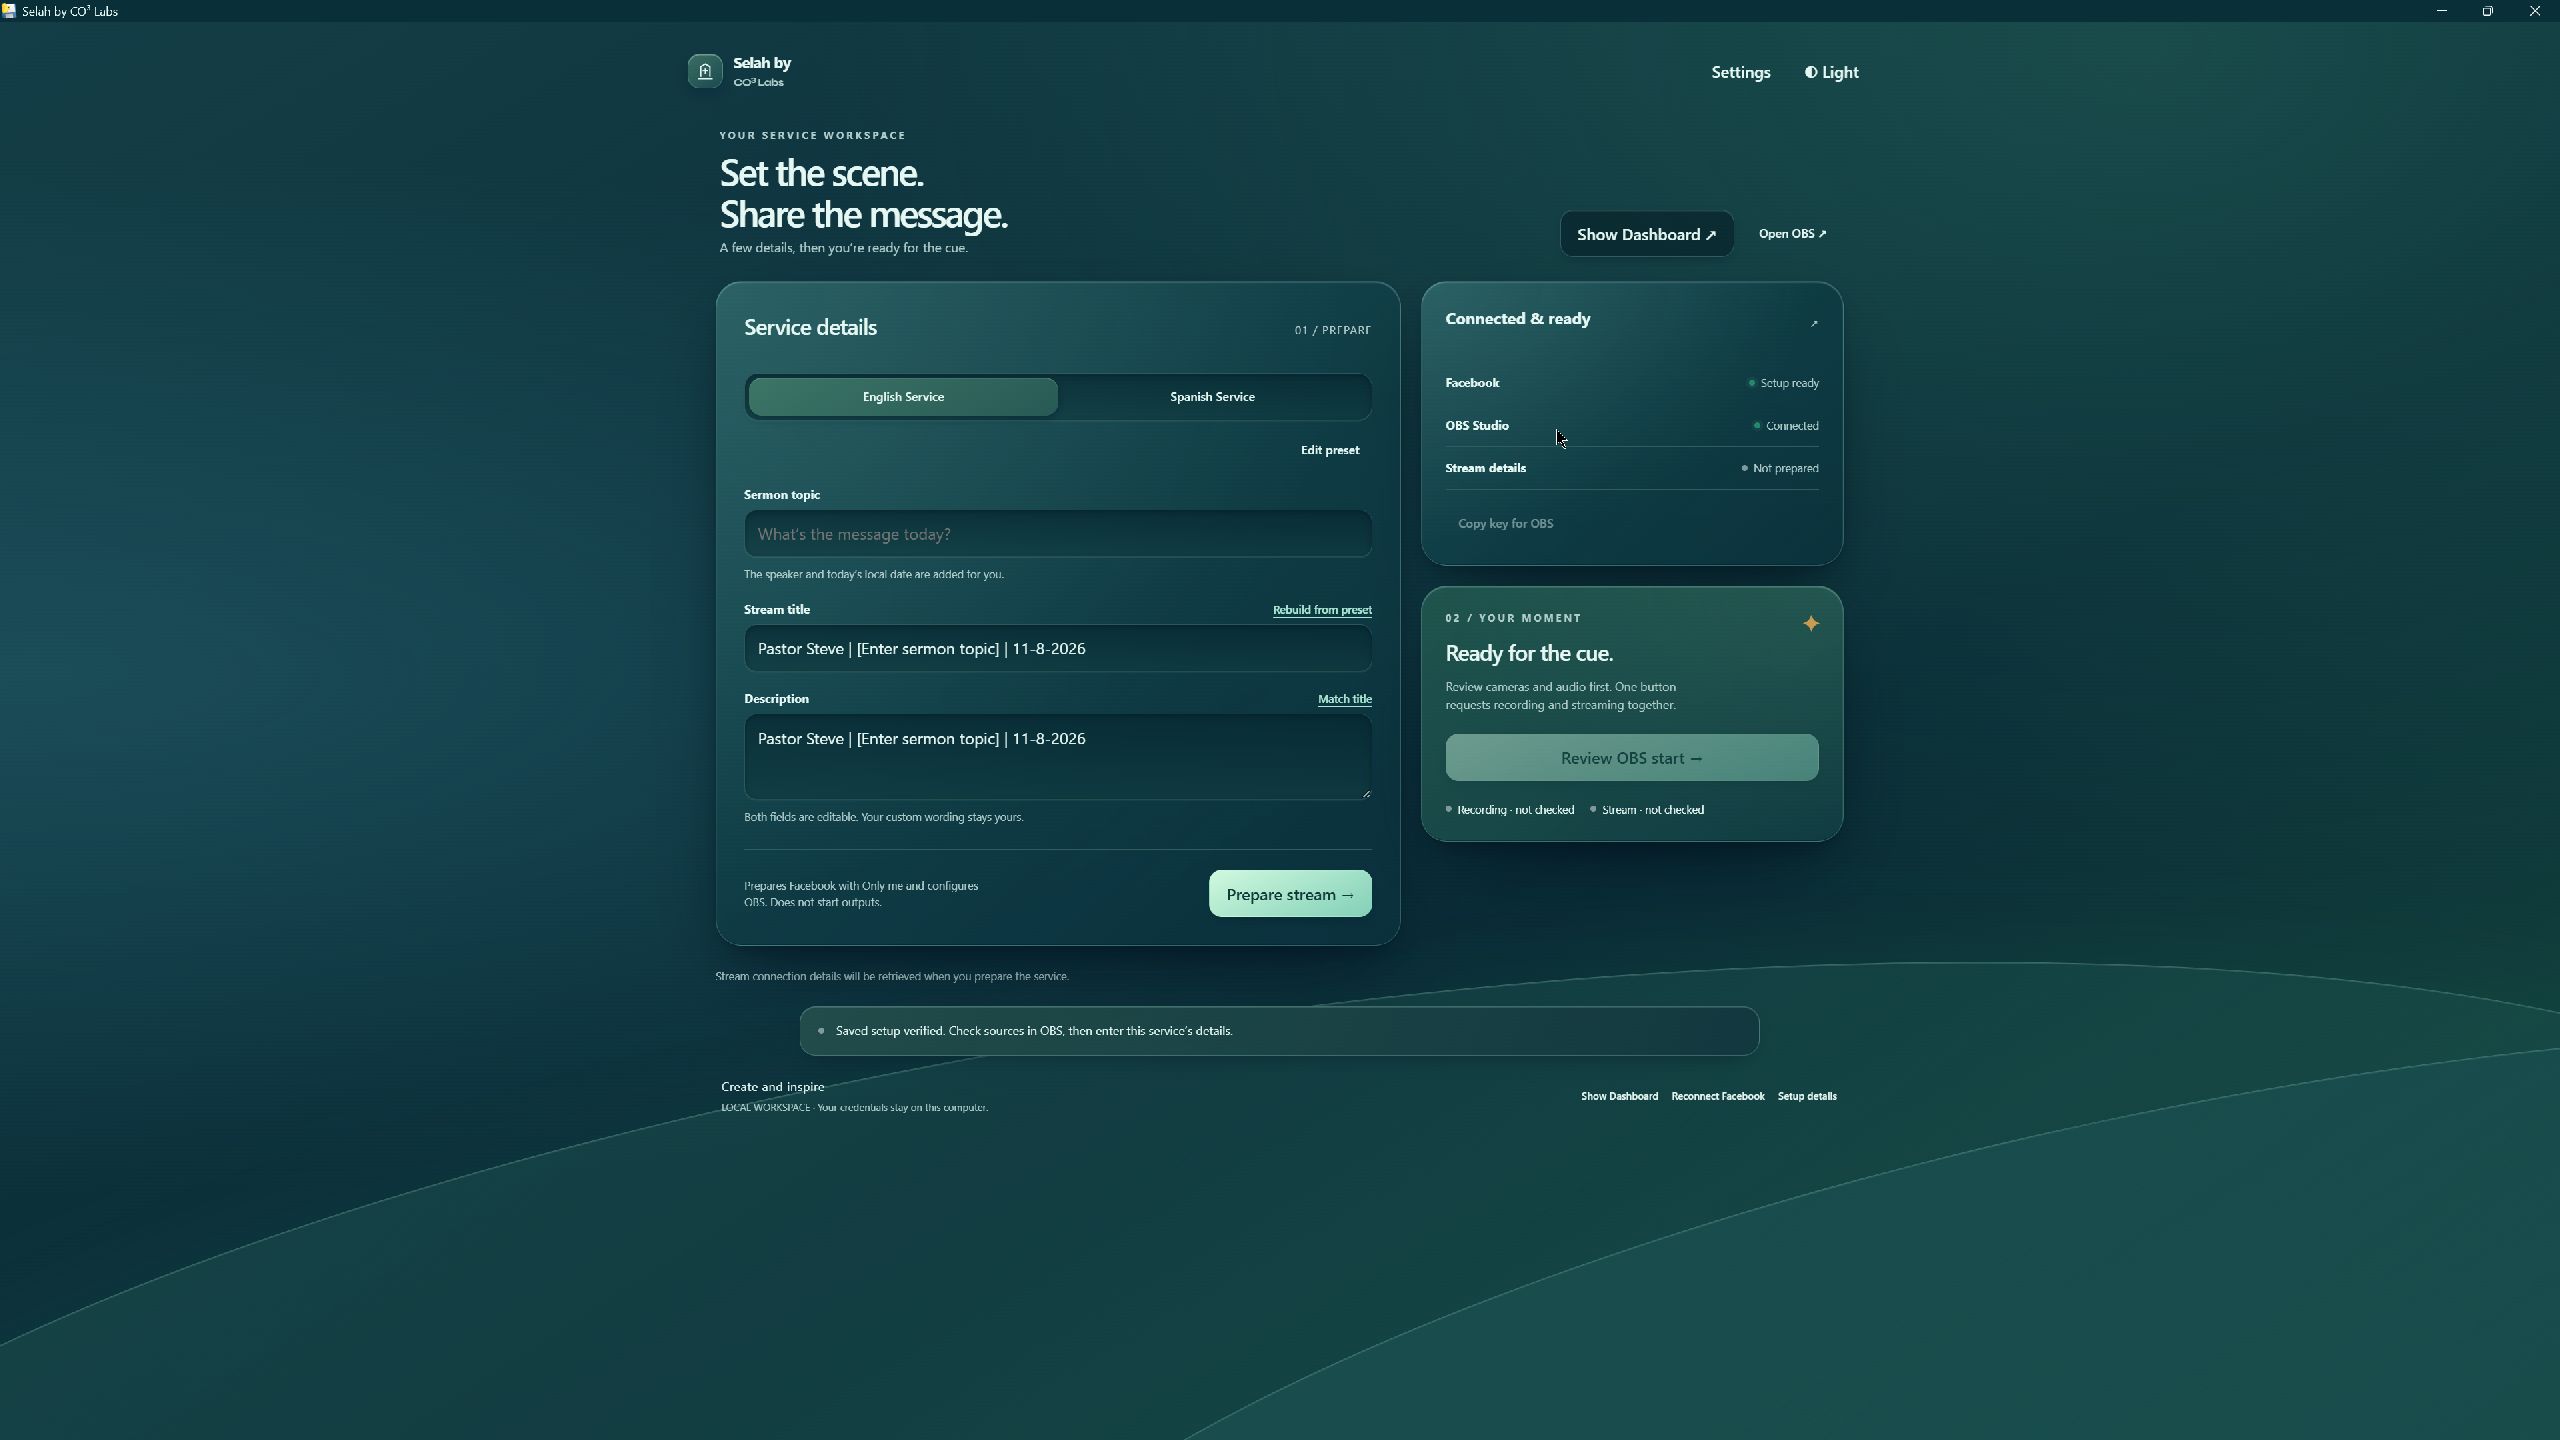 Selah by CO³ Labs
Selah by
CO³ Labs
Settings
Light
YOUR SERVICE WORKSPACE
Set the scene.
Share the message.
A few details, then you're ready for the cue.
Show Dashboard ↗
Open OBS ↗
Service details
01 / PREPARE
English Service
Spanish Service
Edit preset
Sermon topic
What's the message today?
The speaker and today's local date are added for you.
Stream title
Rebuild from preset
Pastor Steve | [Enter sermon topic] | 11-8-2026
Description
Match title
Pastor Steve | [Enter sermon topic] | 11-8-2026
Both fields are editable. Your custom wording stays yours.
Prepares Facebook with Only me and configures
OBS. Does not start outputs.
Prepare stream →
Connected & ready
↗
Facebook
Setup ready
OBS Studio
Connected
Stream details
Not prepared
Copy key for OBS
02 / YOUR MOMENT
Ready for the cue.
Review cameras and audio first. One button
requests recording and streaming together.
Review OBS start →
Recording · not checked
Stream · not checked
Stream connection details will be retrieved when you prepare the service.
Saved setup verified. Check sources in OBS, then enter this service's details.
Create and inspire
LOCAL WORKSPACE · Your credentials stay on this computer.
Show Dashboard
Reconnect Facebook
Setup details